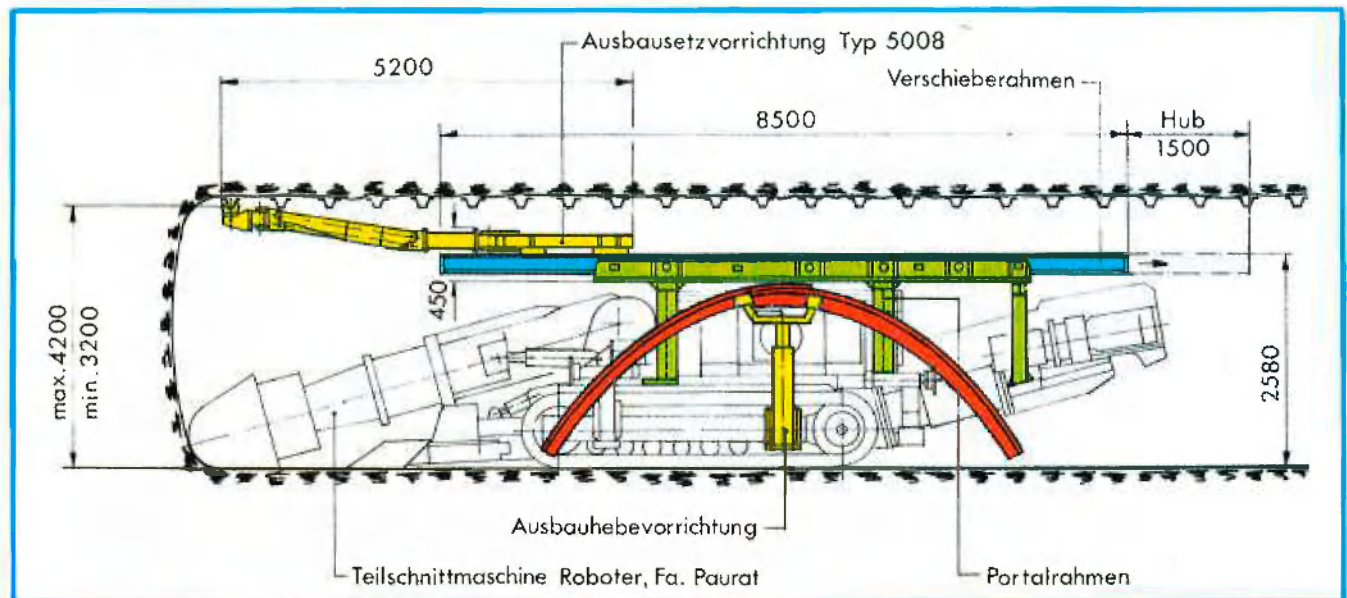 Ausbausetzvorrichtung Typ 5008
5200
Verschieberahmen
8500
Hub
1500
450
max. 4200
min. 3200
2580
Ausbauhebevorrichtung
Teilschnittmaschine Roboter, Fa. Paurat
Portalrahmen